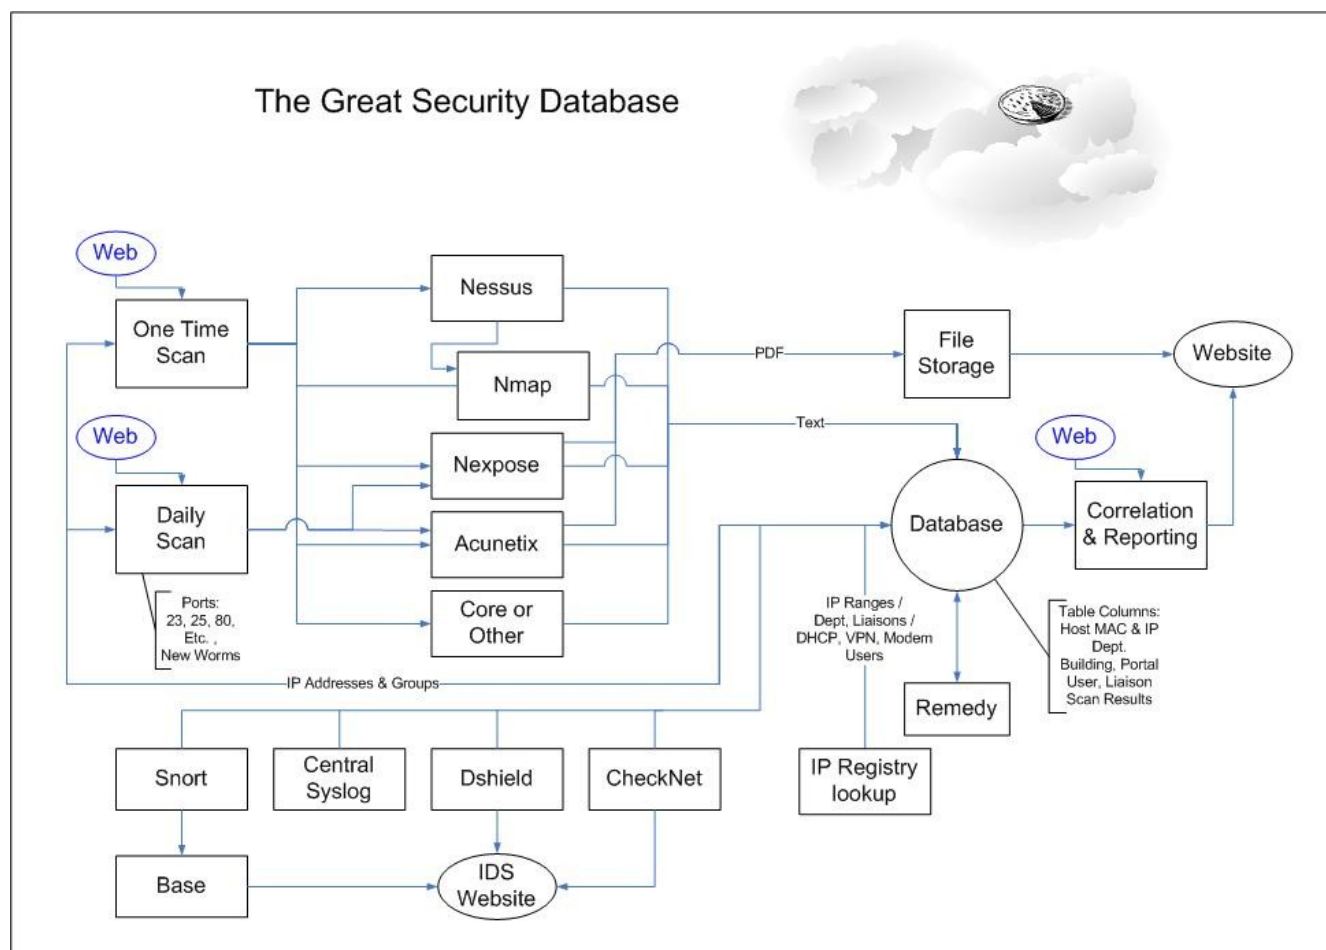 The Great Security Database
Web
One Time
Scan
Nessus
Nmap
PDF
File
Storage
Website
Web
Daily
Scan
Nexpose
Text
Web
Acunetix
Database
Correlation
& Reporting
Ports:
23, 25, 80,
Etc. ,
New Worms
Core or
Other
IP Ranges /
Dept, Liaisons /
DHCP, VPN, Modem
Users
Table Columns:
Host MAC & IP
Dept.
Building, Portal
User, Liaison
Scan Results
IP Addresses & Groups
Remedy
Snort
Central
Syslog
Dshield
CheckNet
IP Registry
lookup
Base
IDS
Website